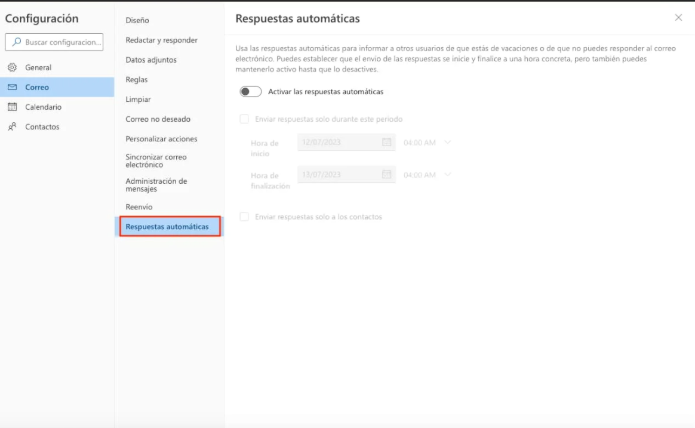 Configuración
Buscar configuracion...
General
Correo
Calendario
Contactos
Diseño
Redactar y responder
Datos adjuntos
Reglas
Limpiar
Correo no deseado
Personalizar acciones
Sincronizar correo
electrónico
Administración de
mensajes
Reenvío
Respuestas automáticas
Respuestas automáticas
Usa las respuestas automáticas para informar a otros usuarios de que estás de vacaciones o de que no puedes responder al correo
electrónico. Puedes establecer que el envío de las respuestas se inicie y finalice a una hora concreta, pero también puedes
mantenerlo activo hasta que lo desactives.
Activar las respuestas automáticas
Enviar respuestas solo durante este período
Hora de
inicio
12/07/2023
04:00 AM
Hora de
finalización
13/07/2023
04:00 AM
Enviar respuestas solo a los contactos